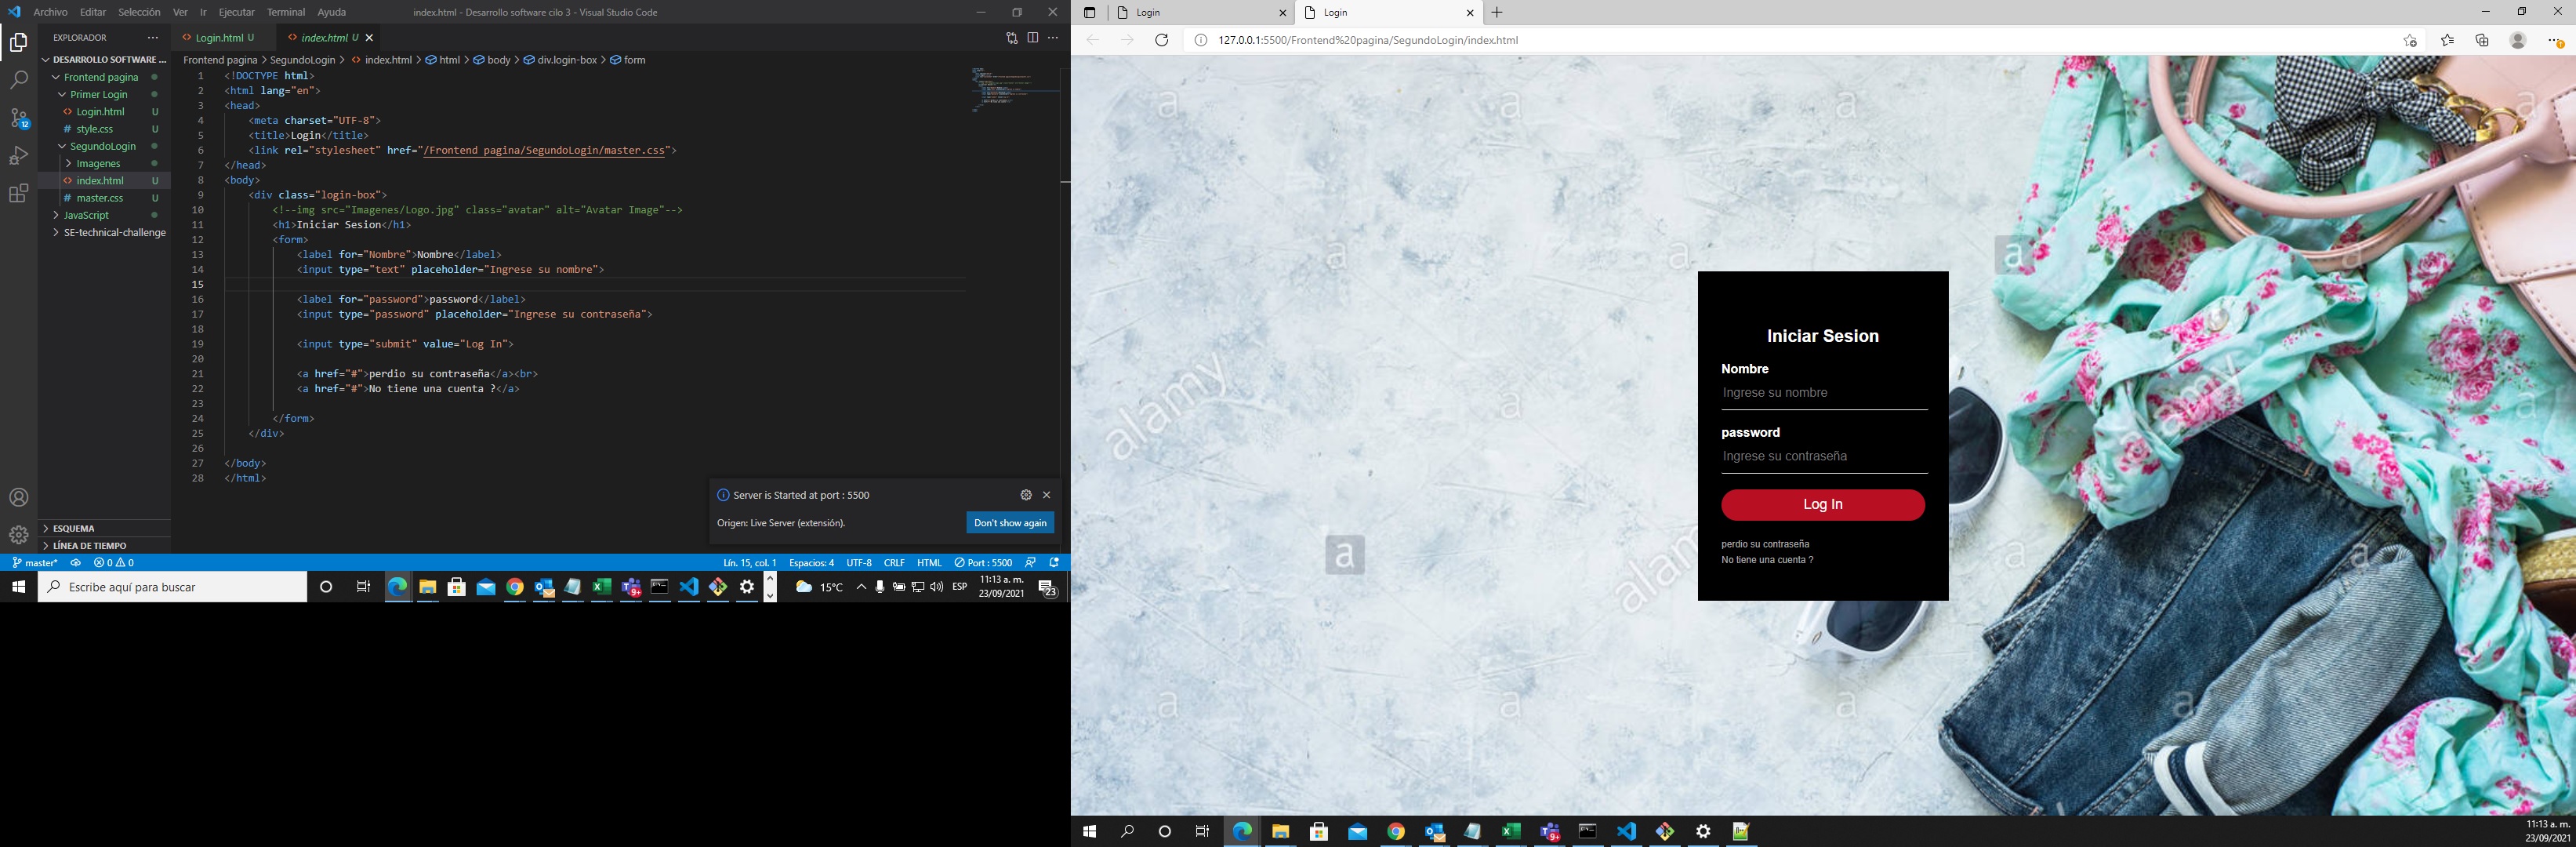 Archivo Editar Selección Ver Ir Ejecutar Terminal Ayuda
index.html - Desarrollo software cilo 3 - Visual Studio Code
EXPLORADOR
DESARROLLO SOFTWARE ...
Frontend pagina
Primer Login
Login.html U
style.css U
SegundoLogin
Imagenes
index.html U
master.css U
JavaScript
SE-technical-challenge
ESQUEMA
LÍNEA DE TIEMPO
12
Login.html U index.html U
Frontend pagina > SegundoLogin > index.html > html > body > div.login-box > form
1 <!DOCTYPE html>
2 <html lang="en">
3 <head>
4 <meta charset="UTF-8">
5 <title>Login</title>
6 <link rel="stylesheet" href="/Frontend pagina/SegundoLogin/master.css">
7 </head>
8 <body>
9 <div class="login-box">
10 <!--img src="Imagenes/Logo.jpg" class="avatar" alt="Avatar Image"-->
11 <h1>Iniciar Sesion</h1>
12 <form>
13 <label for="Nombre">Nombre</label>
14 <input type="text" placeholder="Ingrese su nombre">
15
16 <label for="password">password</label>
17 <input type="password" placeholder="Ingrese su contraseña">
18
19 <input type="submit" value="Log In">
20
21 <a href="#">perdio su contraseña</a><br>
22 <a href="#">No tiene una cuenta ?</a>
23
24 </form>
25 </div>
26
27 </body>
28 </html>
Server is Started at port : 5500
Origen: Live Server (extensión).
Don't show again
master* 0 0
Lín. 15, col. 1 Espacios: 4 UTF-8 CRLF HTML Port : 5500
Escribe aquí para buscar
9+
15°C ESP
11:13 a. m.
23/09/2021
23
Login Login
127.0.0.1:5500/Frontend%20pagina/SegundoLogin/index.html
Iniciar Sesion
Nombre
Ingrese su nombre
password
Ingrese su contraseña
Log In
perdio su contraseña
No tiene una cuenta ?
alamy
alamy
alamy
a
a
a
a
a
a
a
a
a
a
a
a
a
9+
11:13 a. m.
23/09/2021